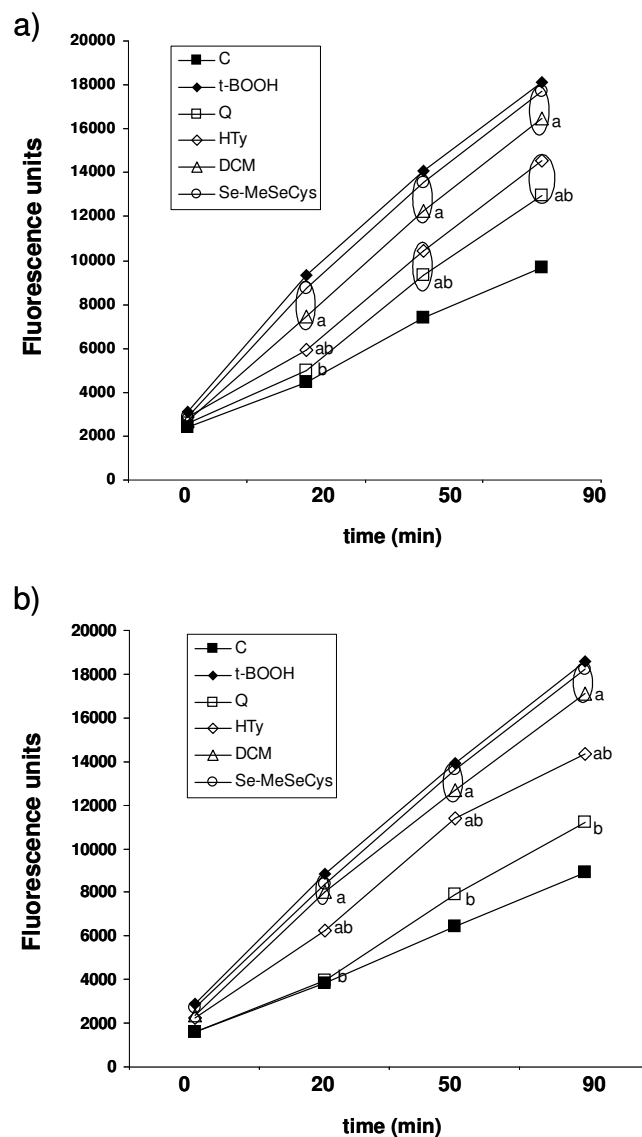 a)
20000
18000
16000
14000
12000
10000
8000
6000
4000
2000
0
Fluorescence units
C
t-BOOH
Q
HTy
DCM
Se-MeSeCys
a
ab
b
a
ab
a
ab
0 20 50 90
time (min)
b)
20000
18000
16000
14000
12000
10000
8000
6000
4000
2000
0
Fluorescence units
C
t-BOOH
Q
HTy
DCM
Se-MeSeCys
a
ab
b
a
ab
b
a
ab
b
0 20 50 90
time (min)